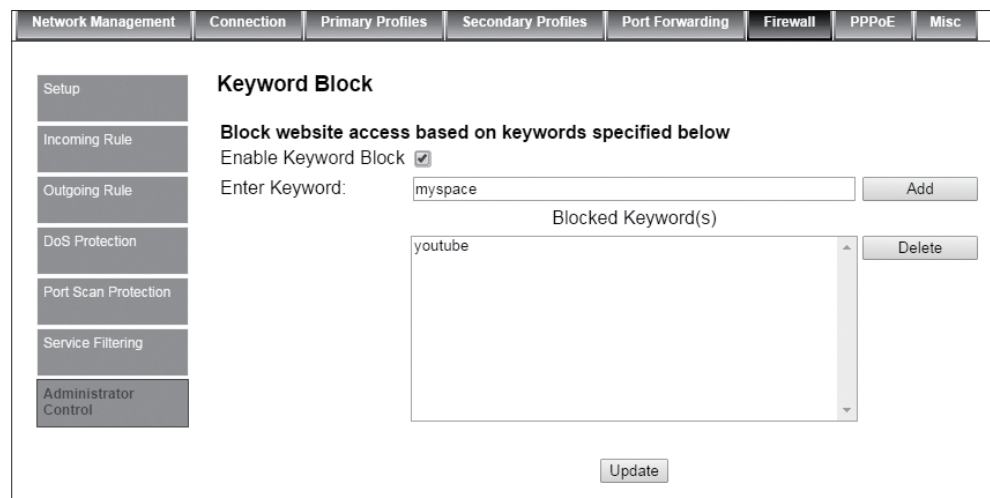 Network Management Connection Primary Profiles Secondary Profiles Port Forwarding Firewall PPPoE Misc
Setup
Incoming Rule
Outgoing Rule
DoS Protection
Port Scan Protection
Service Filtering
Administrator
Control
Keyword Block
Block website access based on keywords specified below
Enable Keyword Block
Enter Keyword: myspace Add
Blocked Keyword(s)
youtube Delete
Update